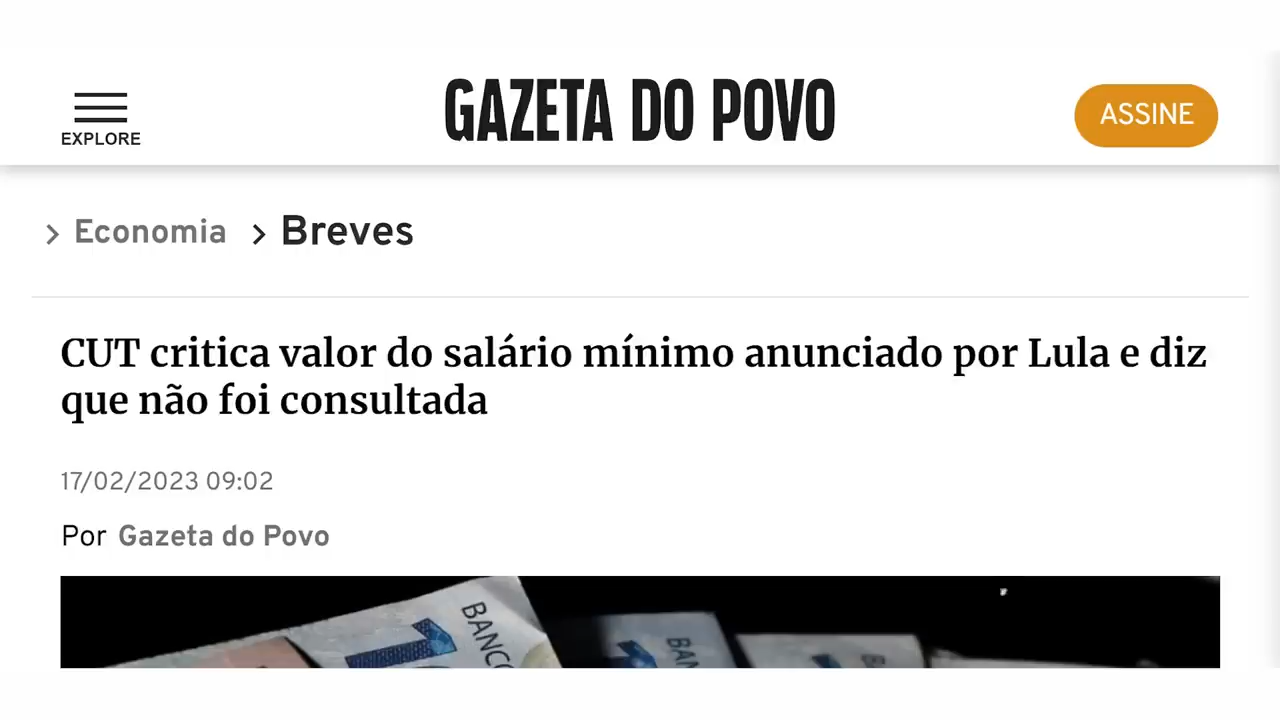 GAZETA DO POVO
EXPLORE
ASSINE
Economia
Breves
CUT critica valor do salário mínimo anunciado por Lula e diz
que não foi consultada
17/02/2023 09:02
Por Gazeta do Povo
BANCO